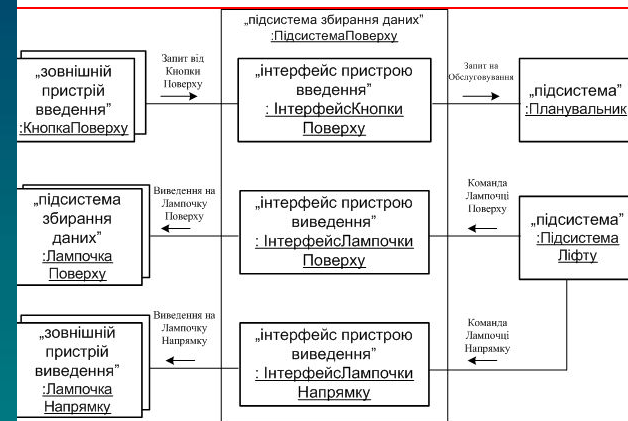 „підсистема збирання даних”
:ПідсистемаПоверху
„зовнішній
пристрій
введення”
:КнопкаПоверху
Запит від
Кнопки
Поверху
„інтерфейс пристрою
введення”
: ІнтерфейсКнопки
Поверху
Запит на
Обслуговування
„підсистема”
:Планувальник
„підсистема
збирання
даних”
:Лампочка
Поверху
Виведення на
Лампочку
Поверху
„інтерфейс пристрою
виведення”
: ІнтерфейсЛампочки
Поверху
Команда
Лампочці
Поверху
„підсистема”
:Підсистема
Ліфту
„зовнішній
пристрій
виведення”
:Лампочка
Напрямку
Виведення на
Лампочку
Напрямку
„інтерфейс пристрою
виведення”
: ІнтерфейсЛампочки
Напрямку
Команда
Лампочці
Напрямку